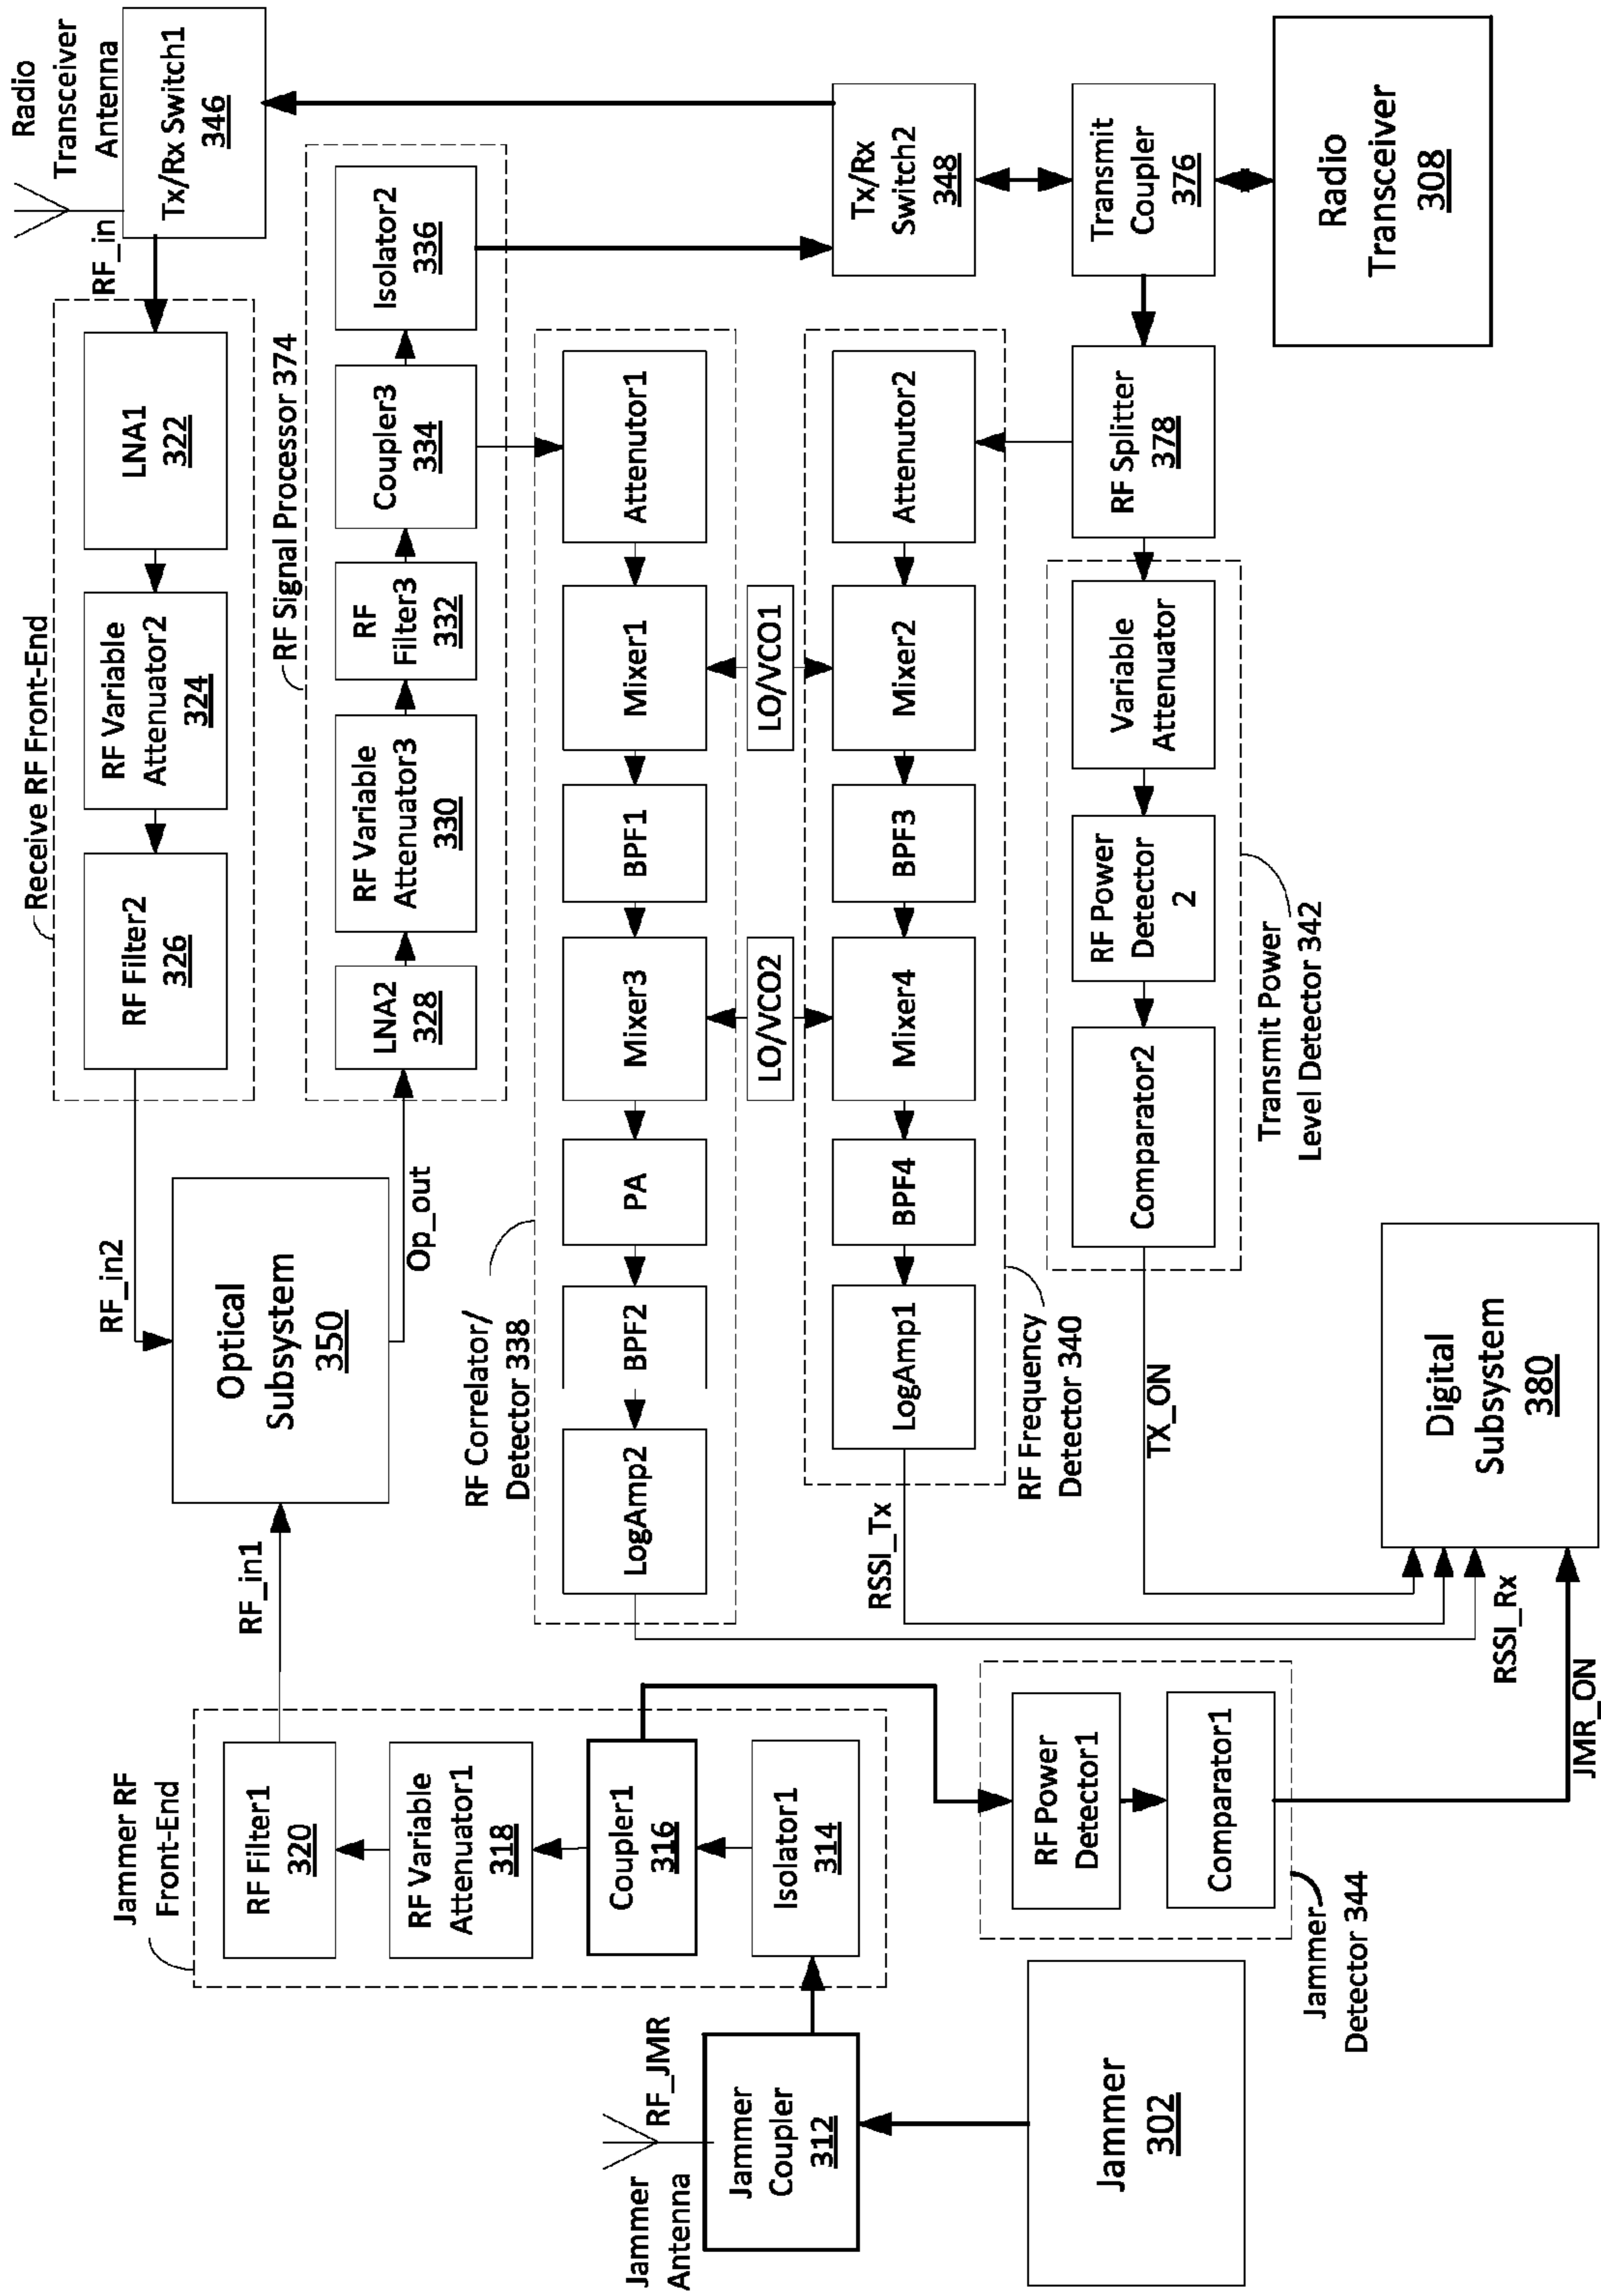 Radio
Transceiver
Antenna
Tx/Rx Switch1
346
RF_in
Receive RF Front-End
LNA1
322
RF Variable
Attenuator2
324
RF Filter2
326
RF_in2
Optical
Subsystem
350
Op_out
RF_in1
RF Signal Processor 374
LNA2
328
RF Variable
Attenuator3
330
RF
Filter3
332
Coupler3
334
Isolator2
336
Tx/Rx
Switch2
348
Transmit
Coupler
376
Radio
Transceiver
308
RF Splitter
378
RF Correlator/
Detector 338
LogAmp2
BPF2
PA
Mixer3
BPF1
Mixer1
Attenutor1
LO/VCO2
LO/VCO1
RF Frequency
Detector 340
LogAmp1
BPF4
Mixer4
BPF3
Mixer2
Attenutor2
RSSI_Tx
Transmit Power
Level Detector 342
Comparator2
RF Power
Detector
2
Variable
Attenuator
TX_ON
Digital
Subsystem
380
RSSI_Rx
JMR_ON
Jammer RF
Front-End
RF Filter1
320
RF Variable
Attenuator1
318
Coupler1
316
Isolator1
314
RF Power
Detector1
Comparator1
Jammer
Detector 344
Jammer
Antenna
RF_JMR
Jammer
Coupler
312
Jammer
302